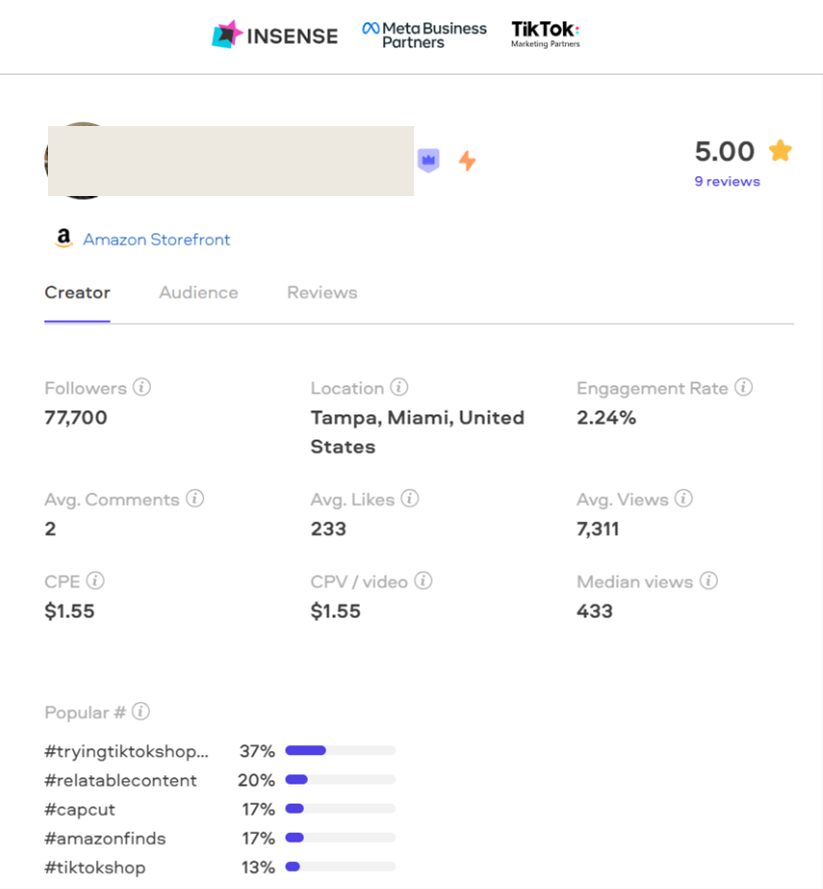 INSENSE
Meta Business
Partners
TikTok:
Marketing Partners
5.00
9 reviews
a Amazon Storefront
Creator Audience Reviews
Followers Location Engagement Rate
77,700 Tampa, Miami, United 2.24%
States
Avg. Comments Avg. Likes Avg. Views
2 233 7,311
CPE CPV / video Median views
$1.55 $1.55 433
Popular #
#tryingtiktokshop... 37%
#relatablecontent 20%
#capcut 17%
#amazonfinds 17%
#tiktokshop 13%